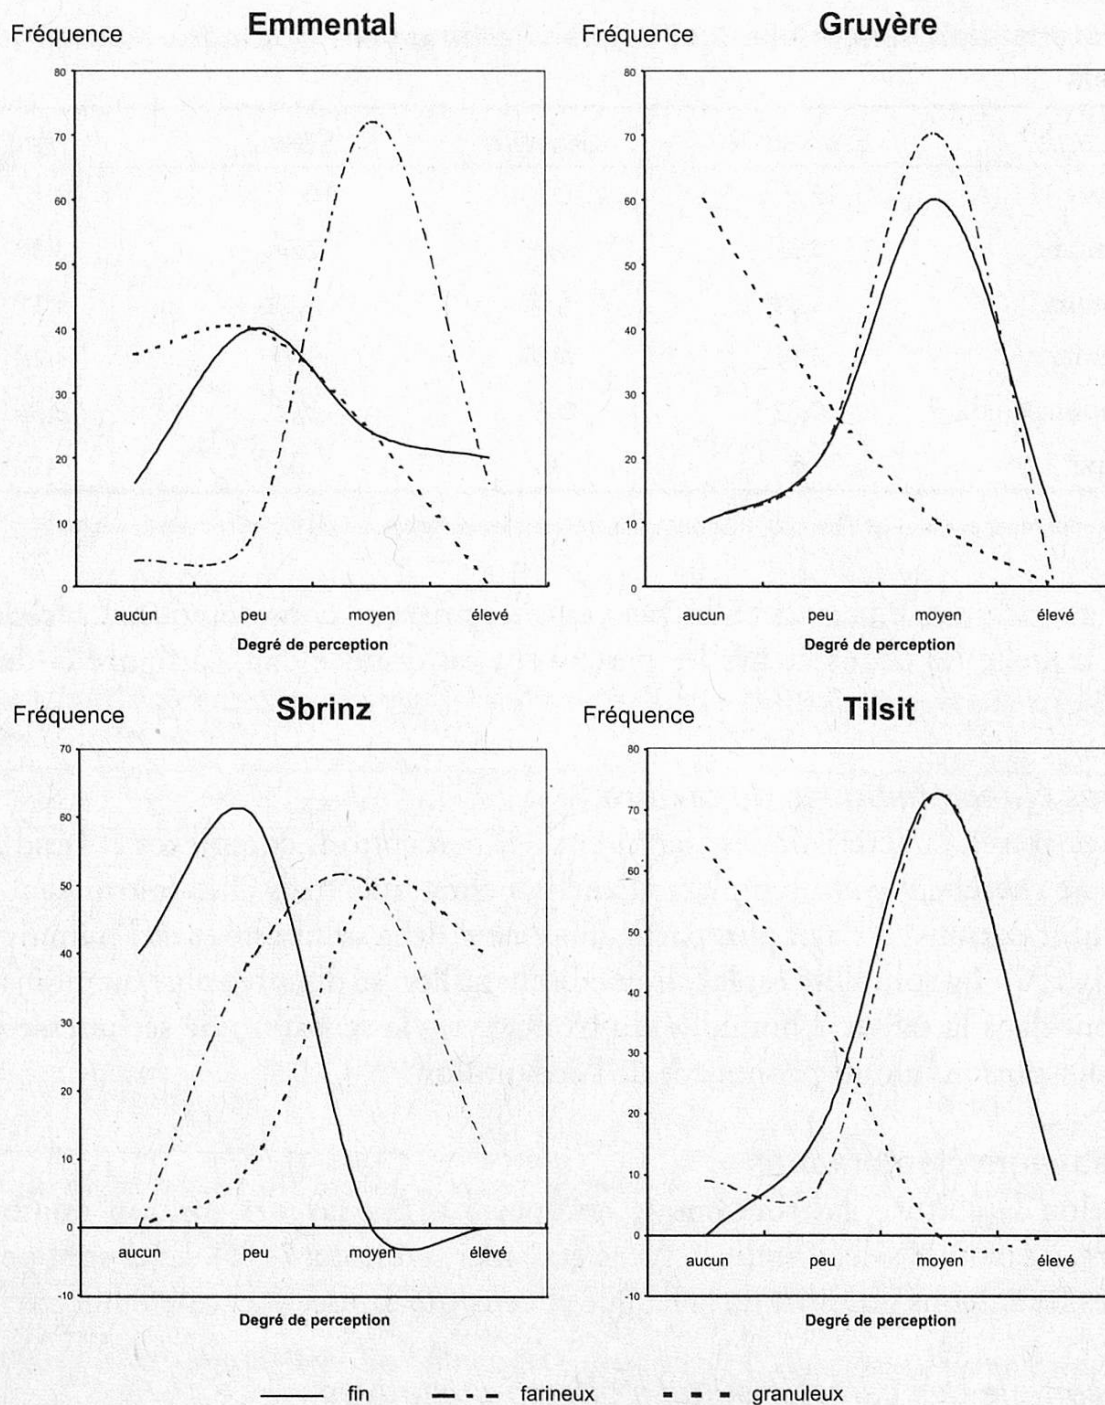 Emmental
Fréquence
80
70
60
50
40
30
20
10
0
aucun peu moyen élevé
Degré de perception
Gruyère
Fréquence
80
70
60
50
40
30
20
10
0
aucun peu moyen élevé
Degré de perception
Sbrinz
Fréquence
70
60
50
40
30
20
10
0
-10
aucun peu moyen élevé
Degré de perception
Tilsit
Fréquence
80
70
60
50
40
30
20
10
0
-10
aucun peu moyen élevé
Degré de perception
fin farineux granuleux